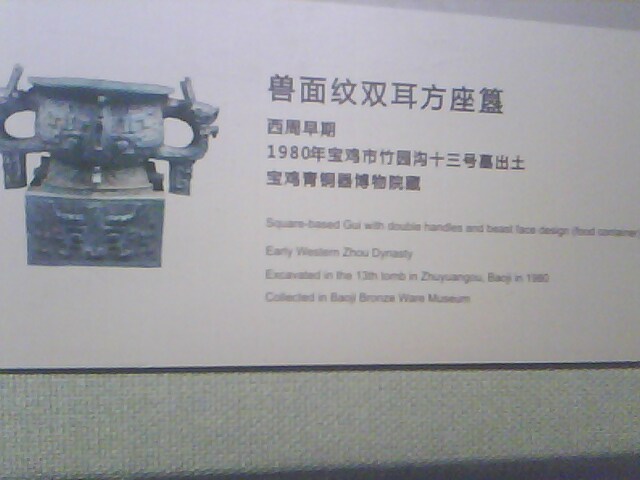 兽面纹双耳方座簋
西周早期
1980年宝鸡市竹园沟十三号墓出土
宝鸡青铜器博物院藏
Square-based Gui with double handles and beast face design (food container
Early Western Zhou Dynasty
Excavated in the 13th tomb in Zhuyuangou, Baoji in 1980
Collected in Baoji Bronze Ware Museum